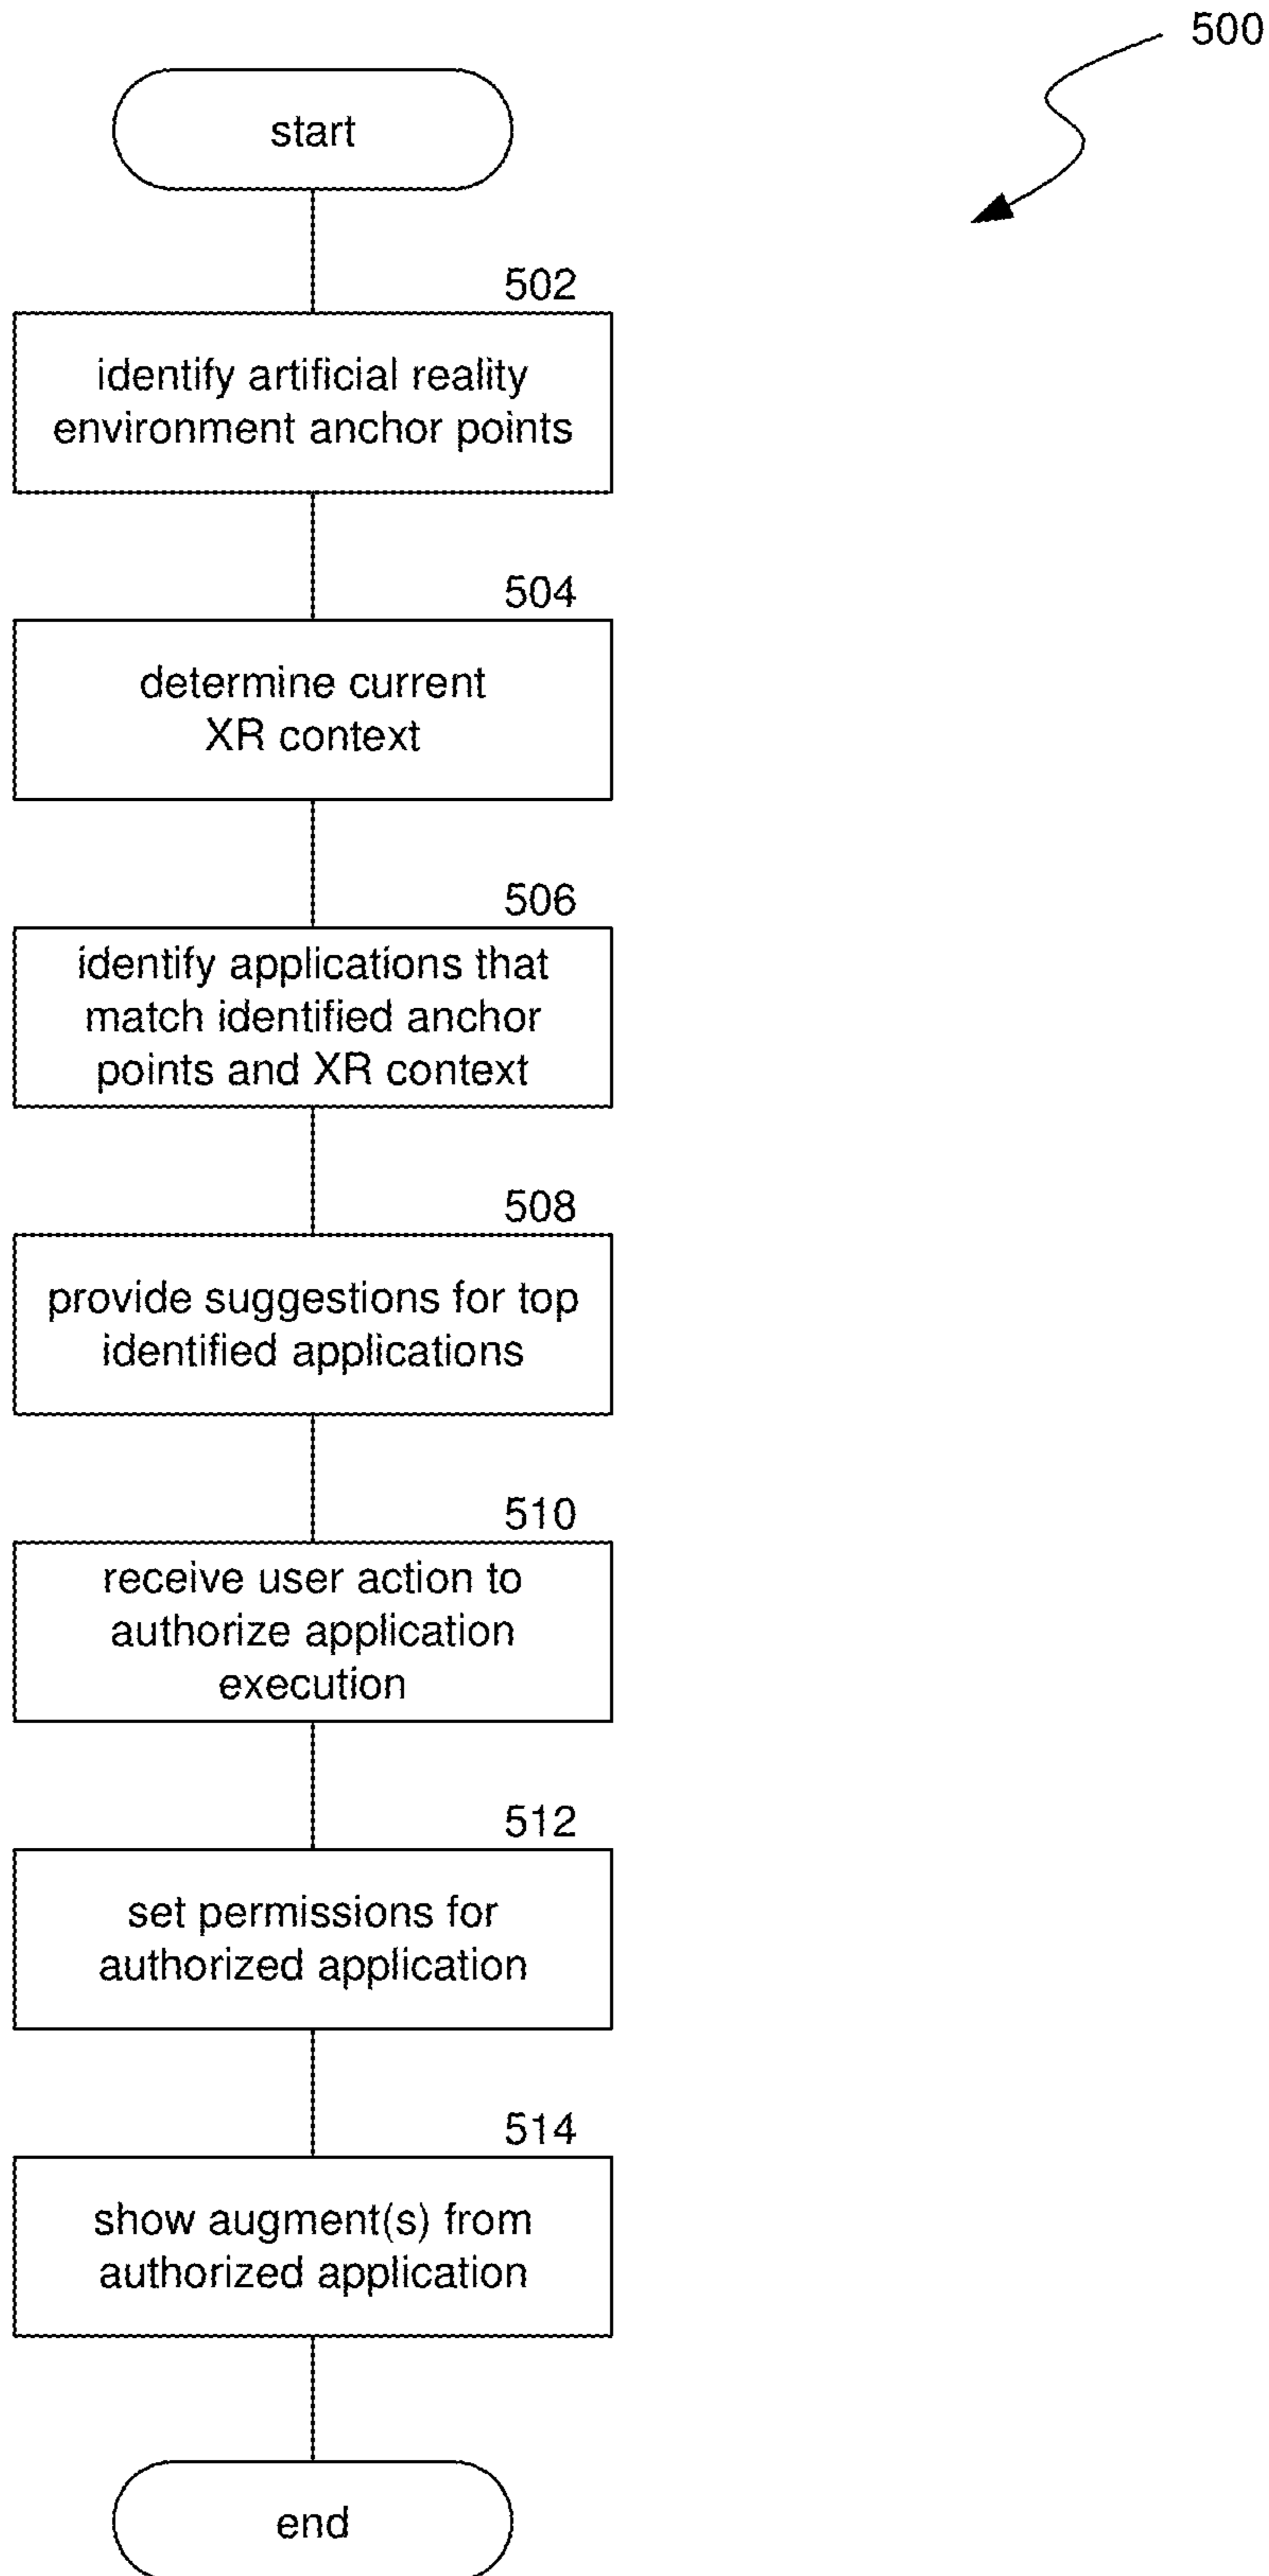 500
start
502
identify artificial reality
environment anchor points
504
determine current
XR context
506
identify applications that
match identified anchor
points and XR context
508
provide suggestions for top
identified applications
510
receive user action to
authorize application
execution
512
set permissions for
authorized application
514
show augment(s) from
authorized application
end